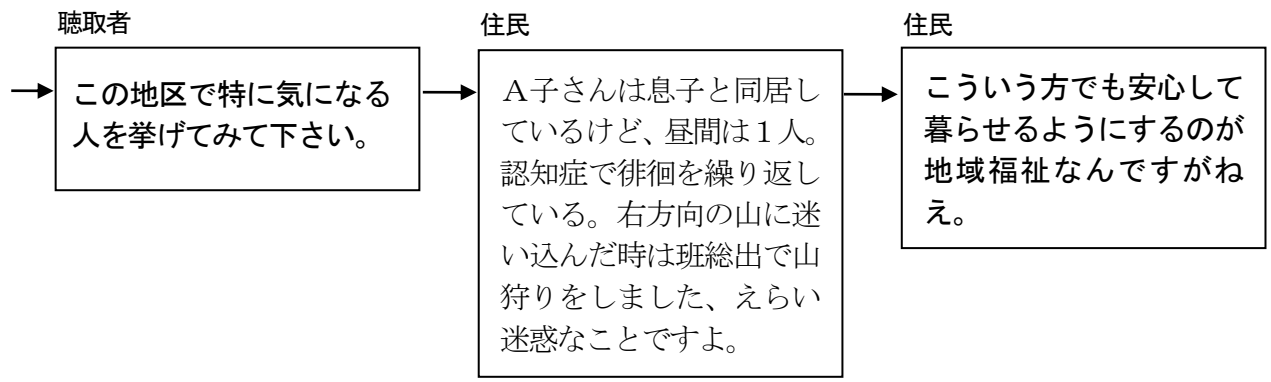 聴取者
この地区で特に気になる
人を挙げてみて下さい。
住民
Ａ子さんは息子と同居し
ているけど、昼間は１人。
認知症で徘徊を繰り返し
ている。右方向の山に迷
い込んだ時は班総出で山
狩りをしました、えらい
迷惑なことですよ。
住民
こういう方でも安心して
暮らせるようにするのが
地域福祉なんですがね
え。